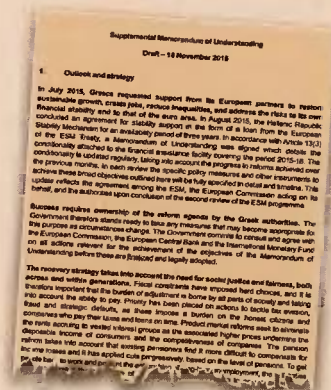 Supplemental Memorandum of Understanding
Draft – 18 November 2016
1. Outlook and strategy
In July 2015, Greece requested support from its European partners to restore
sustainable growth, create jobs, reduce inequalities, and address the risks to its own
financial stability and to that of the euro area. In August 2015, the Hellenic Republic
concluded an agreement for stability support in the form of a loan from the European
Stability Mechanism for an availability period of three years. In accordance with Article 13(3)
of the ESM Treaty, a Memorandum of Understanding was signed which details the
conditionality attached to the financial assistance facility covering the period 2015-18. The
conditionality is updated regularly, taking into account the progress in reforms achieved over
the previous months. In each review the specific policy measures and other instruments to
achieve these broad objectives outlined here will be fully specified in detail and timeline. This
update reflects the agreement among the ESM, the European Commission acting on its
behalf, and the authorities upon conclusion of the second review of the ESM programme.
Success requires ownership of the reform agenda by the Greek authorities. The
Government therefore stands ready to take any measures that may become appropriate for
this purpose as circumstances change. The Government commits to consult and agree with
the European Commission, the European Central Bank and the International Monetary Fund
on all actions relevant for the achievement of the objectives of the Memorandum of
Understanding before these are finalized and legally adopted.
The recovery strategy takes into account the need for social justice and fairness, both
across and within generations. Fiscal constraints have imposed hard choices, and it is
therefore important that the burden of adjustment is borne by all parts of society and takes
into account the ability to pay. Priority has been placed on actions to tackle tax evasion,
fraud and strategic defaults, as these impose a burden on the honest citizens and
companies who pay their taxes and loans on time. Product market reforms seek to eliminate
the rents accruing to vested interest groups as the associated higher prices undermine the
disposable income of consumers and the competitiveness of companies. The pension
reform takes into account that existing pensioners find it more difficult to compensate for
income losses and it has applied cuts progressively, based on the level of pensions. To get
people back to work and prevent the employment, the